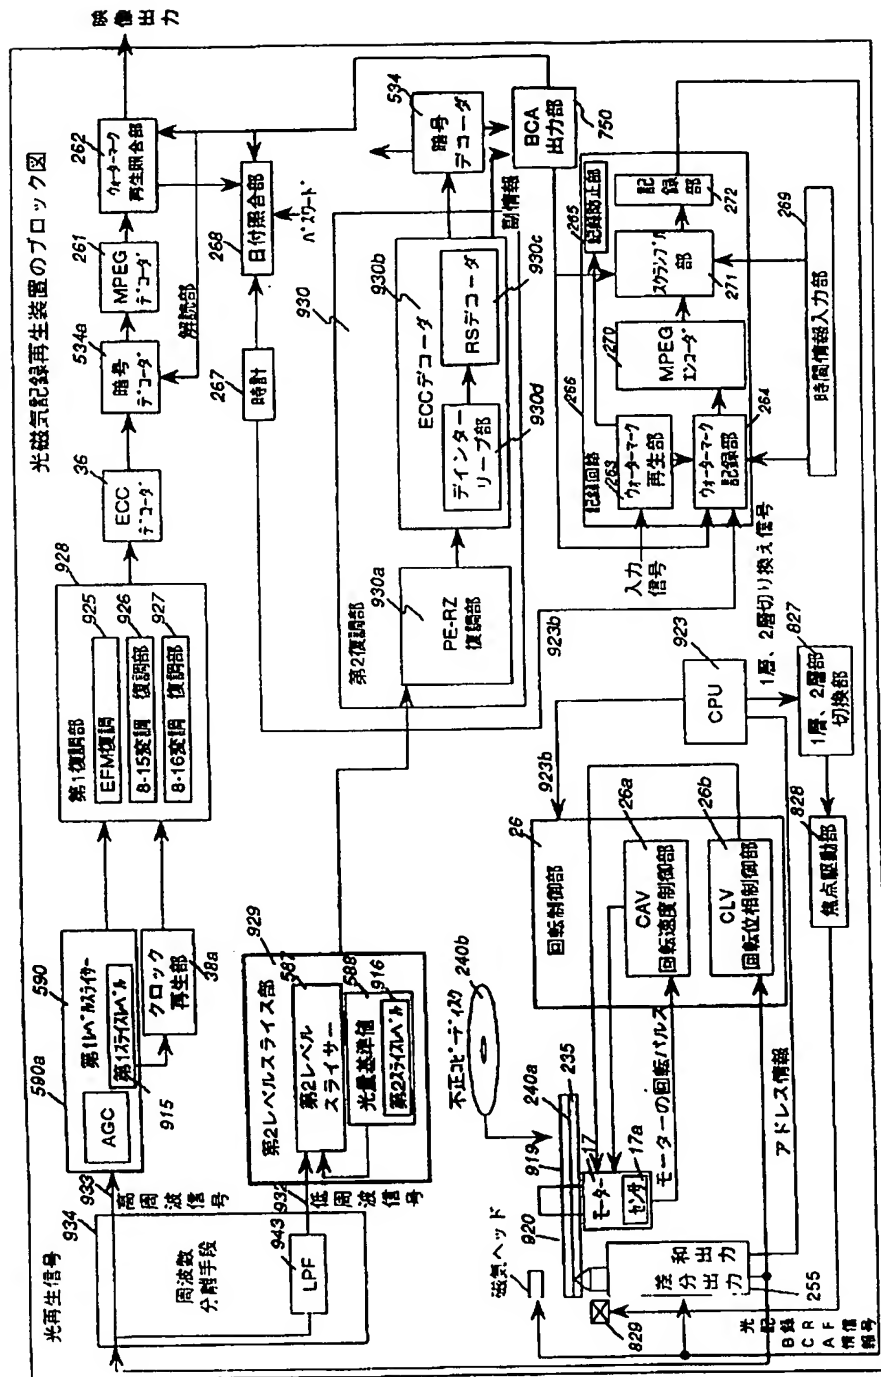 光磁気記録再生装置のブロック図
映像出力
光再生信号
934
周波数
分離手段
943
LPF
933
高周波信号
932
低周波信号
590a
590
第1レベルスライサー
AGC
第1スライスレベル
915
クロック
再生部
38a
第1復調部
928
EFM復調
925
8-15変調 復調部
926
8-16変調 復調部
927
36
ECC
デコーダ
534a
暗号
デコーダ
解読部
261
MPEG
デコーダ
262
ウォーターマーク
再生照合部
267
時計
268
日付照合部
パスワード
第2レベルスライス部
929
第2レベル
スライサー
587
光量基準値
588
第2スライスレベル
916
第2復調部
930
930a
PE-RZ
復調部
930b
ECCデコーダ
デインター
リーブ部
930d
RSデコーダ
930c
534
暗号
デコーダ
副情報
BCA
出力部
750
不正コピーディスク
240b
磁気ヘッド
920
919
240a
235
モーター
17
センサ
17a
モーターの回転パルス
829
差分出力
和出力
255
光記録信号
BCAF情報
アドレス情報
26
回転制御部
CAV
回転速度制御部
26a
CLV
回転位相制御部
26b
923b
923b
CPU
923
1層、2層切り換え信号
1層、2層部
切換部
827
焦点駆動部
828
入力
信号
記録回路
266
263
ウォーターマーク
再生部
ウォーターマーク
記録部
264
265
記録防止部
270
MPEG
エンコーダ
スクランブル
部
271
記録部
272
時間情報入力部
269